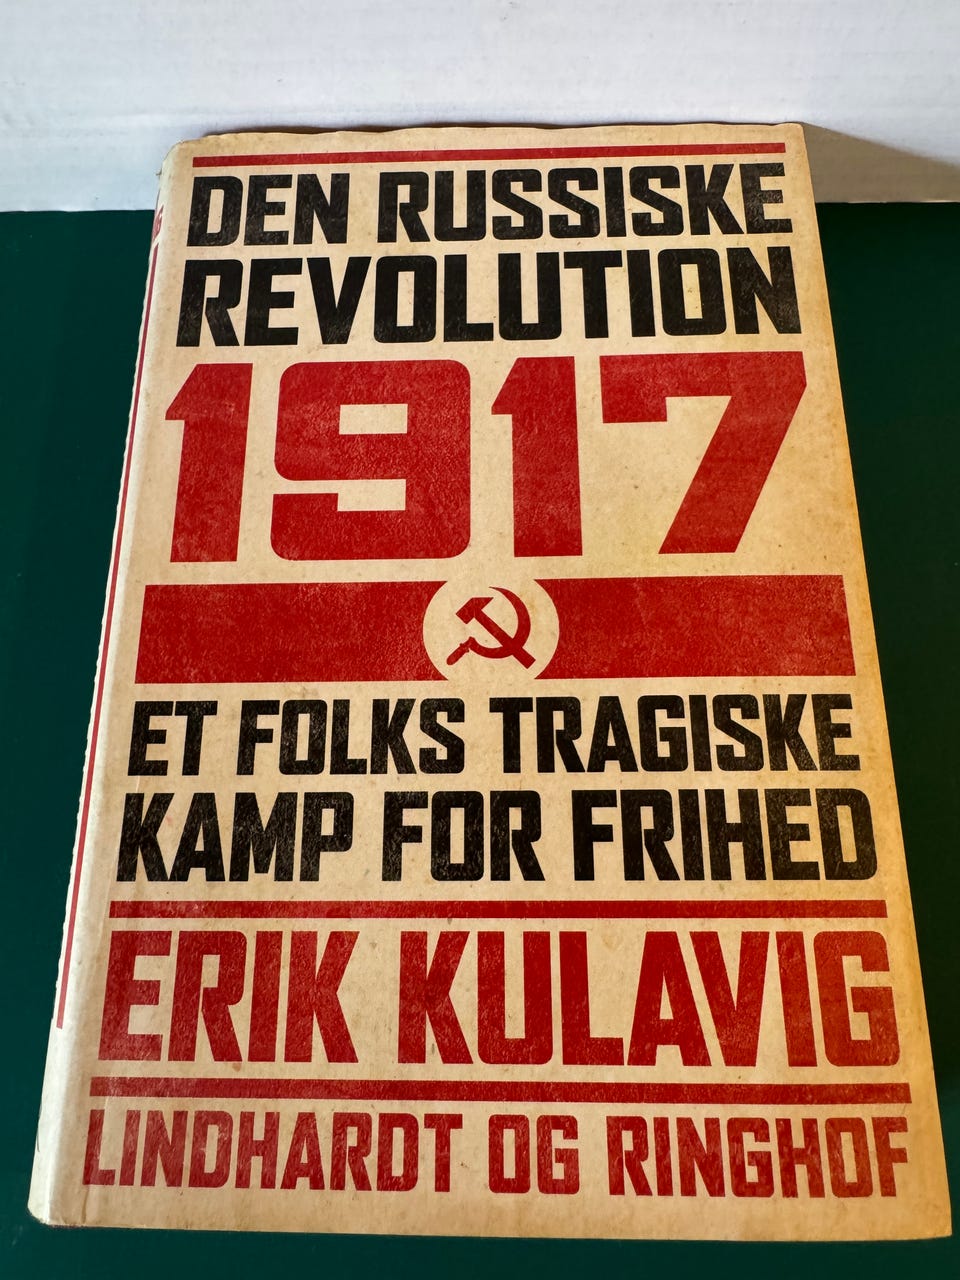 DEN RUSSISKE
REVOLUTION
1917
ET FOLKS TRAGISKE
KAMP FOR FRIHED
ERIK KULAVIG
LINDHARDT OG RINGHOF